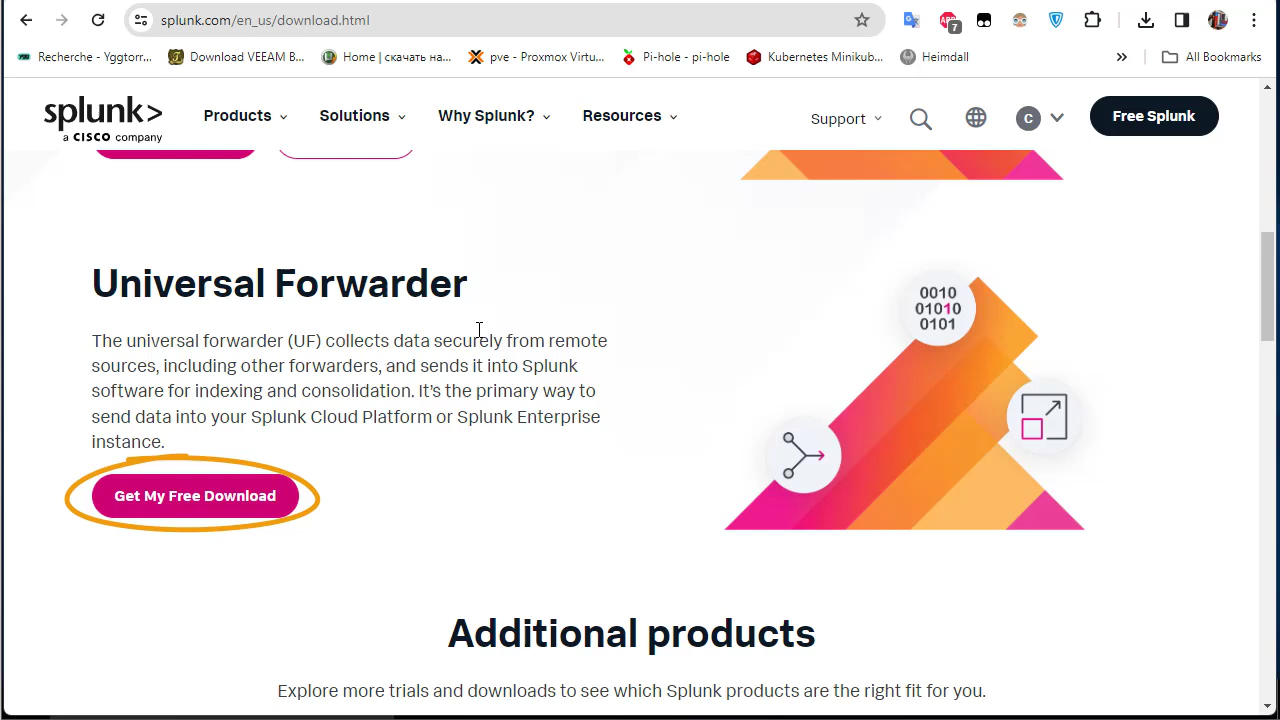 splunk.com/en_us/download.html
7
Recherche - Yggtorr...
Download VEEAM B...
Home | скачать на...
pve - Proxmox Virtu...
Pi-hole - pi-hole
Kubernetes Minikub...
Heimdall
All Bookmarks
splunk>
a CISCO company
Products
Solutions
Why Splunk?
Resources
Support
C
Free Splunk
Universal Forwarder
The universal forwarder (UF) collects data securely from remote
sources, including other forwarders, and sends it into Splunk
software for indexing and consolidation. It’s the primary way to
send data into your Splunk Cloud Platform or Splunk Enterprise
instance.
Get My Free Download
0010
01010
0101
Additional products
Explore more trials and downloads to see which Splunk products are the right fit for you.